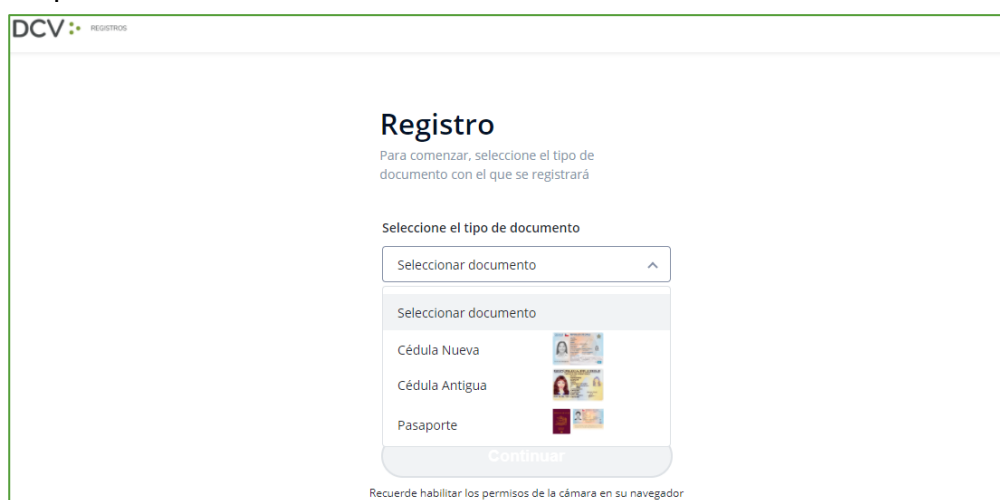 DCV REGISTROS
Registro
Para comenzar, seleccione el tipo de
documento con el que se registrará
Seleccione el tipo de documento
Seleccionar documento
Seleccionar documento
Cédula Nueva
Cédula Antigua
Pasaporte
Continuar
Recuerde habilitar los permisos de la cámara en su navegador